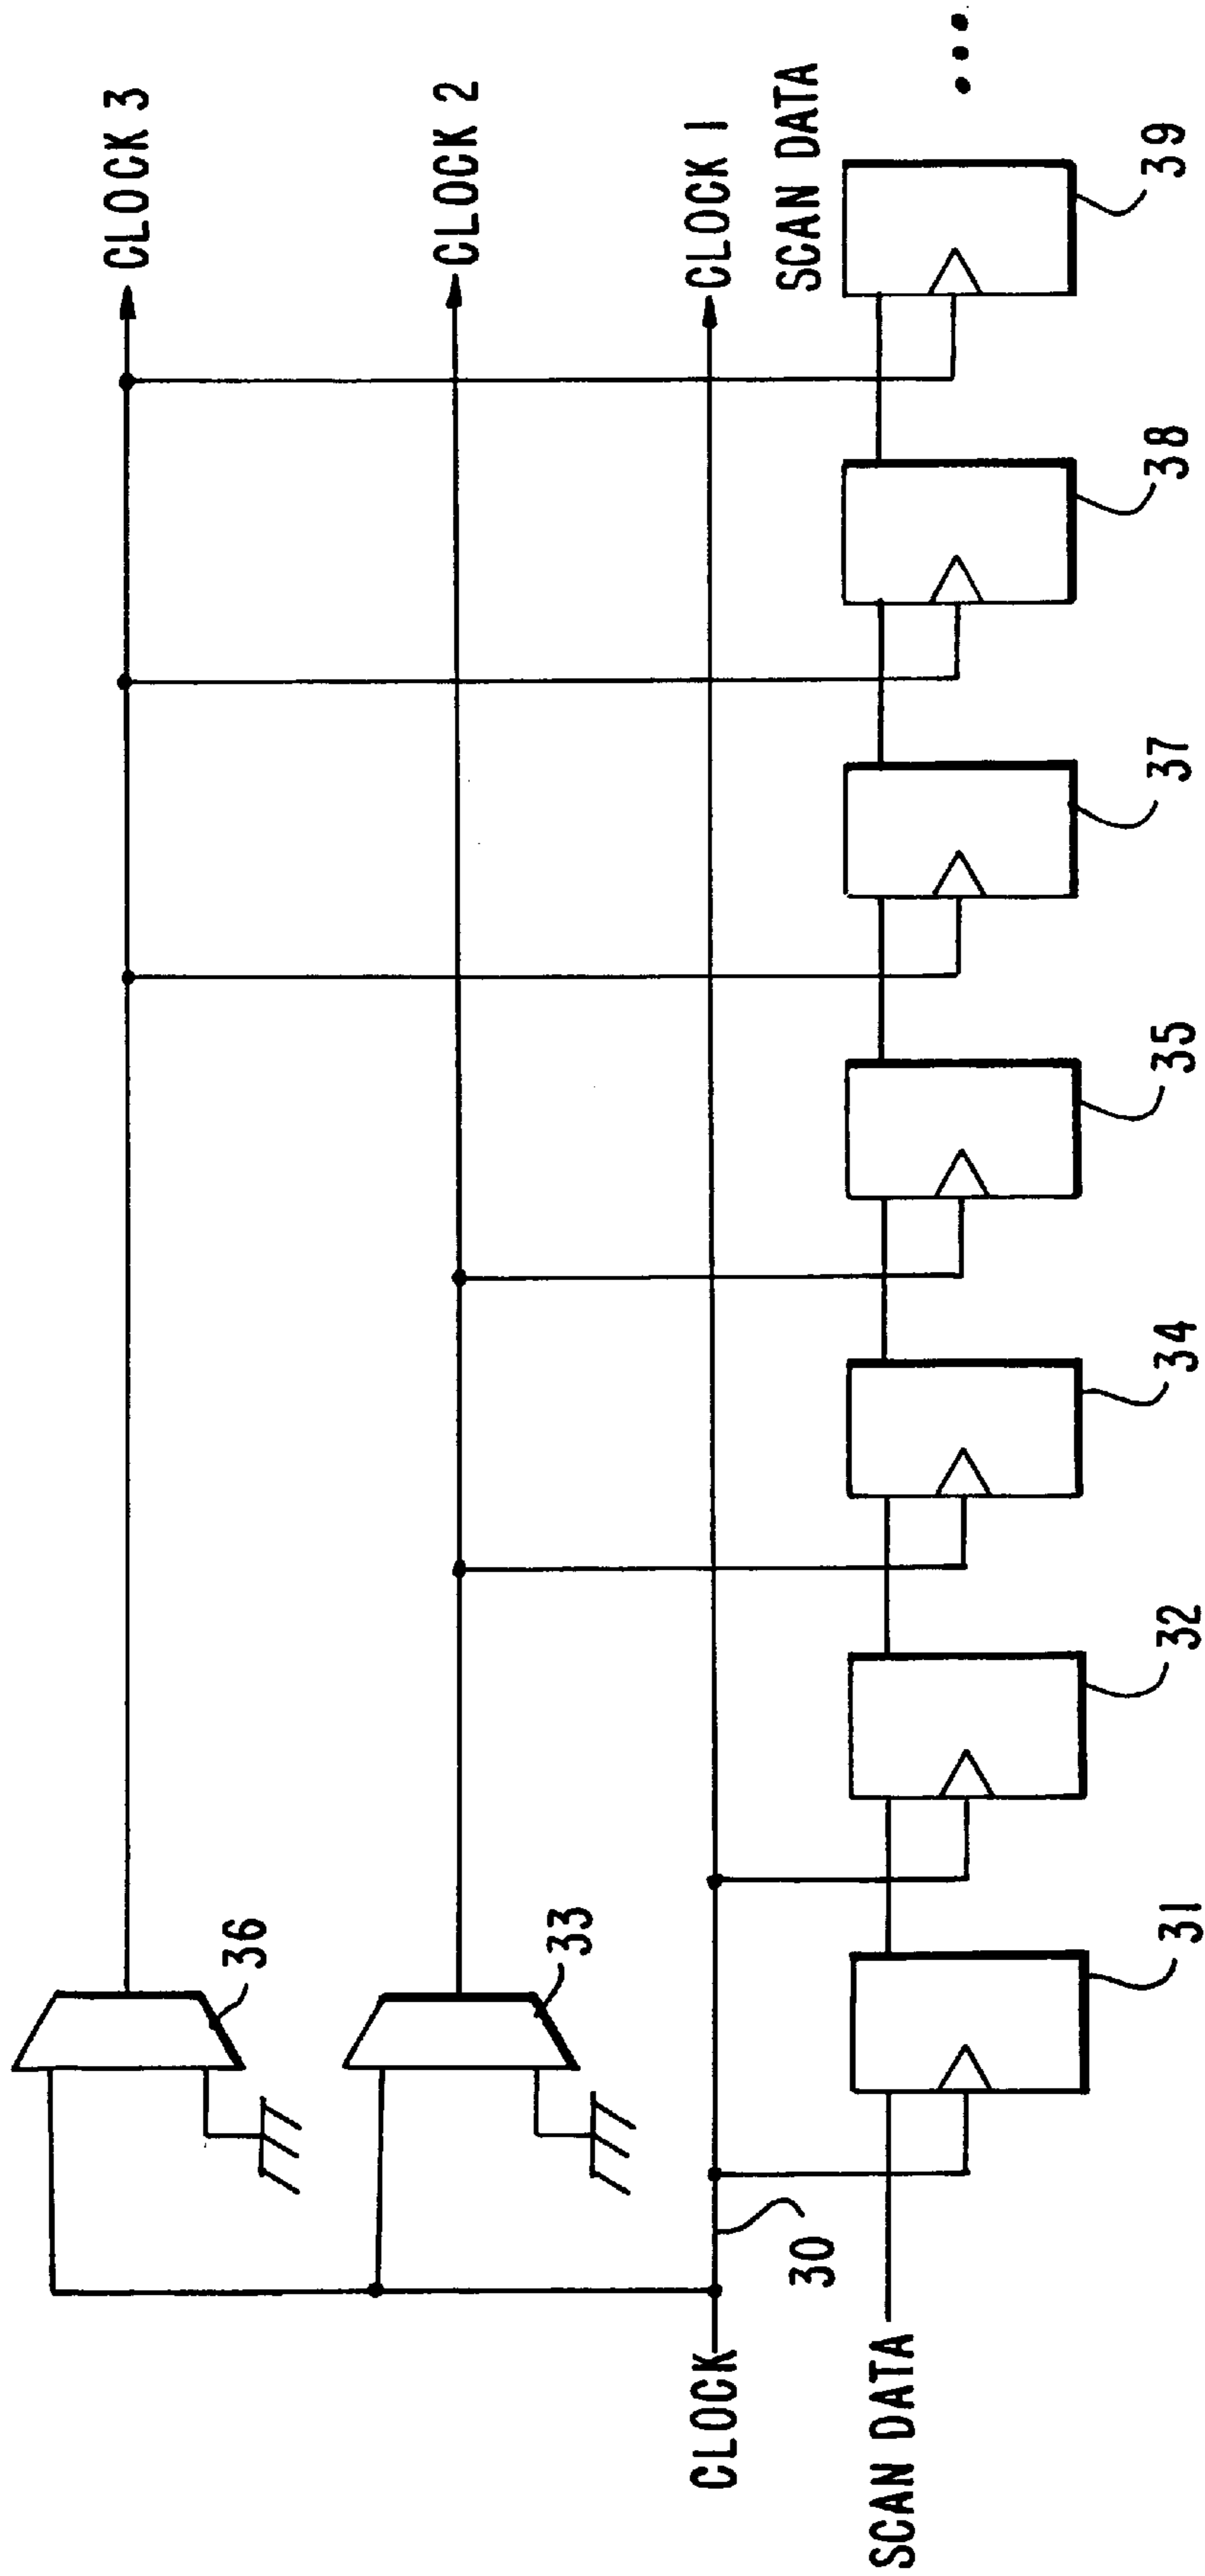 CLOCK 3
CLOCK 2
CLOCK 1
SCAN DATA
36
33
30
CLOCK
SCAN DATA
31
32
34
35
37
38
39